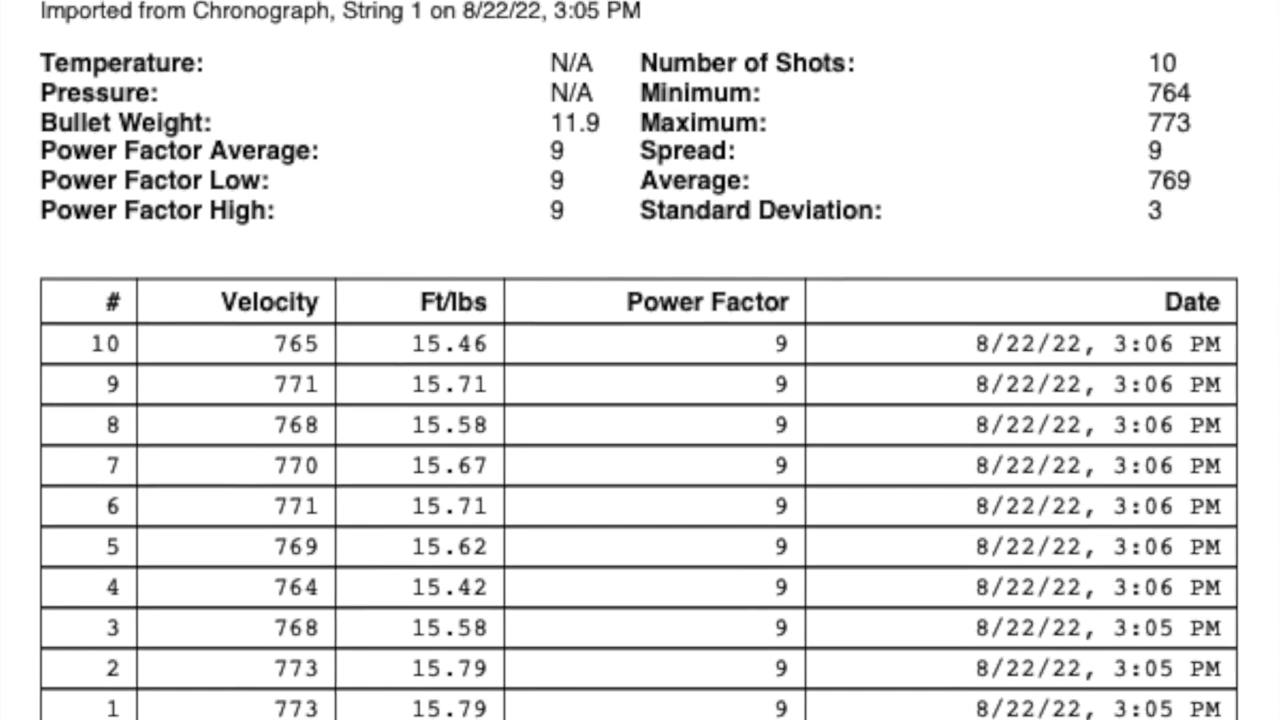 Imported from Chronograph, String 1 on 8/22/22, 3:05 PM
Temperature: N/A Number of Shots: 10
Pressure: N/A Minimum: 764
Bullet Weight: 11.9 Maximum: 773
Power Factor Average: 9 Spread: 9
Power Factor Low: 9 Average: 769
Power Factor High: 9 Standard Deviation: 3
# Velocity Ft/lbs Power Factor Date
10 765 15.46 9 8/22/22, 3:06 PM
9 771 15.71 9 8/22/22, 3:06 PM
8 768 15.58 9 8/22/22, 3:06 PM
7 770 15.67 9 8/22/22, 3:06 PM
6 771 15.71 9 8/22/22, 3:06 PM
5 769 15.62 9 8/22/22, 3:06 PM
4 764 15.42 9 8/22/22, 3:06 PM
3 768 15.58 9 8/22/22, 3:05 PM
2 773 15.79 9 8/22/22, 3:05 PM
1 773 15.79 9 8/22/22, 3:05 PM